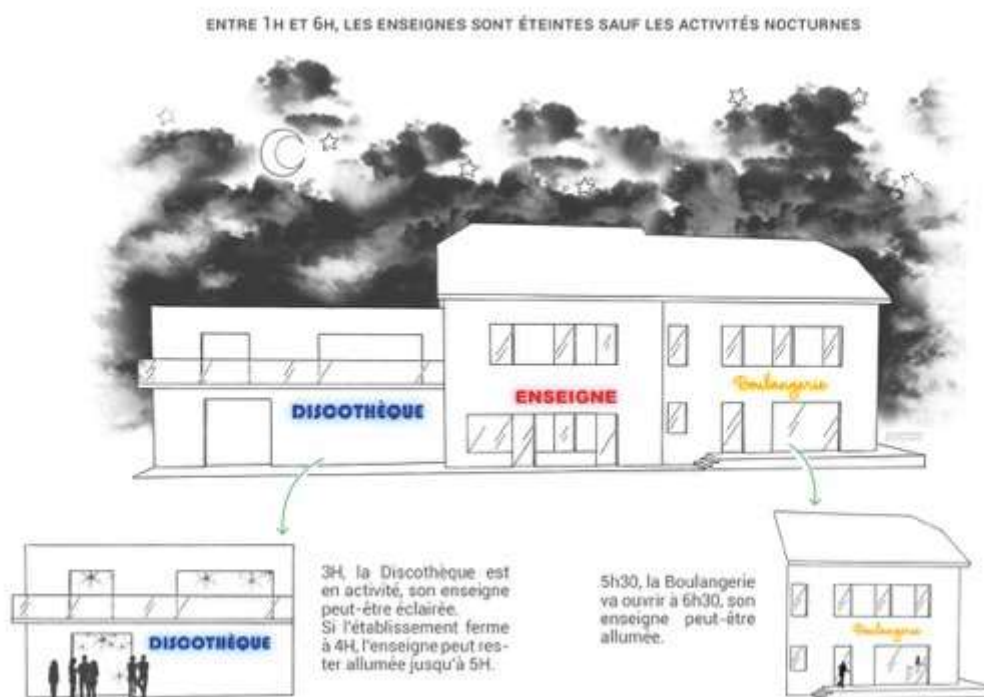 ENTRE 1H ET 6H, LES ENSEIGNES SONT ÉTEINTES SAUF LES ACTIVITÉS NOCTURNES
DISCOTHÈQUE
ENSEIGNE
Boulangerie
3H, la Discothèque est
en activité, son enseigne
peut-être éclairée.
Si l'établissement ferme
à 4H, l'enseigne peut res-
ter allumée jusqu'à 5H.
DISCOTHÈQUE
5h30, la Boulangerie
va ouvrir à 6h30, son
enseigne peut-être
allumée.
Boulangerie